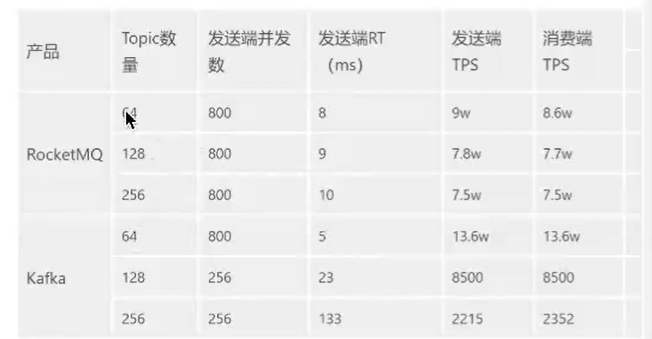 产品 Topic数量 发送端并发数 发送端RT（ms） 发送端TPS 消费端TPS
RocketMQ 64 800 8 9w 8.6w
128 800 9 7.8w 7.7w
256 800 10 7.5w 7.5w
Kafka 64 800 5 13.6w 13.6w
128 256 23 8500 8500
256 256 133 2215 2352